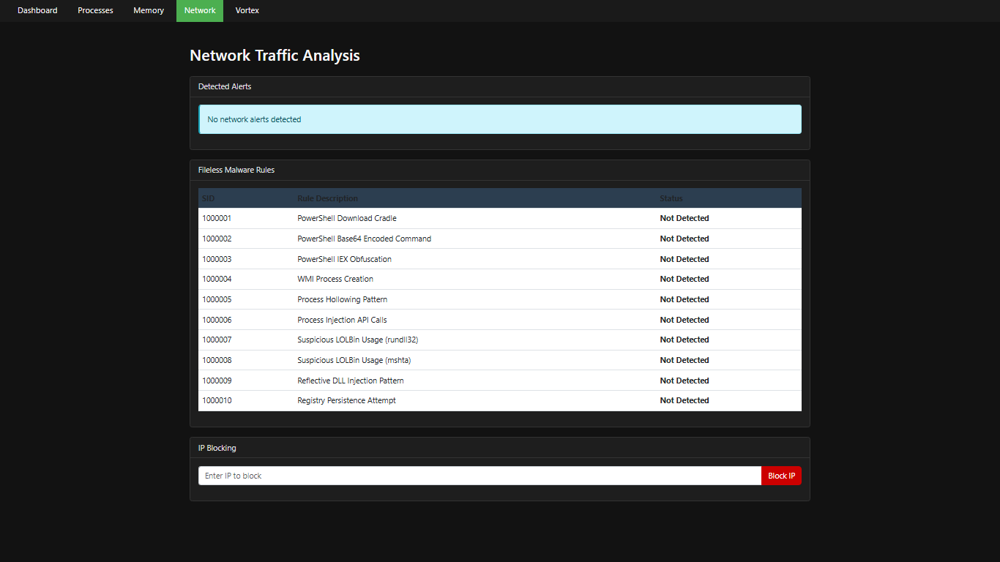 Dashboard Processes Memory Network Vortex
Network Traffic Analysis
Detected Alerts
No network alerts detected
Fileless Malware Rules
SID Rule Description Status
1000001 PowerShell Download Cradle Not Detected
1000002 PowerShell Base64 Encoded Command Not Detected
1000003 PowerShell IEX Obfuscation Not Detected
1000004 WMI Process Creation Not Detected
1000005 Process Hollowing Pattern Not Detected
1000006 Process Injection API Calls Not Detected
1000007 Suspicious LOLBin Usage (rundll32) Not Detected
1000008 Suspicious LOLBin Usage (mshta) Not Detected
1000009 Reflective DLL Injection Pattern Not Detected
1000010 Registry Persistence Attempt Not Detected
IP Blocking
Enter IP to block Block IP